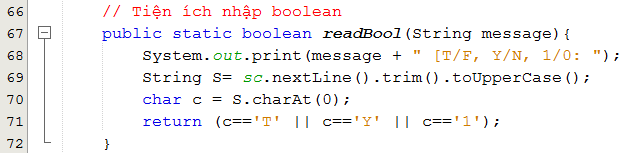 66 // Tiện ích nhập boolean
67 public static boolean readBool(String message){
68 System.out.print(message + " [T/F, Y/N, 1/0: ");
69 String S= sc.nextLine().trim().toUpperCase();
70 char c = S.charAt(0);
71 return (c=='T' || c=='Y' || c=='1');
72 }